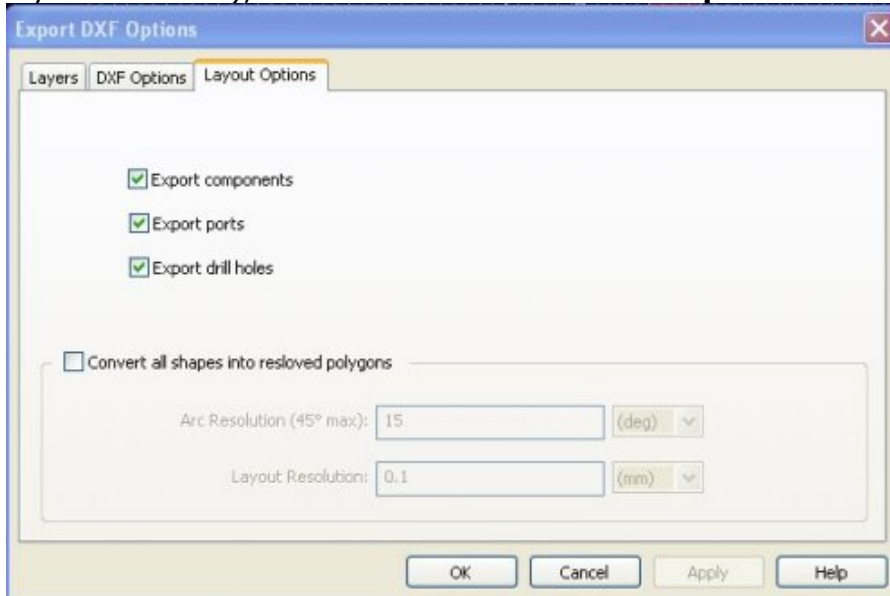 Export DXF Options
Layers DXF Options Layout Options
Export components
Export ports
Export drill holes
Convert all shapes into resloved polygons
Arc Resolution (45° max): 15 (deg)
Layout Resolution: 0.1 (mm)
OK Cancel Apply Help